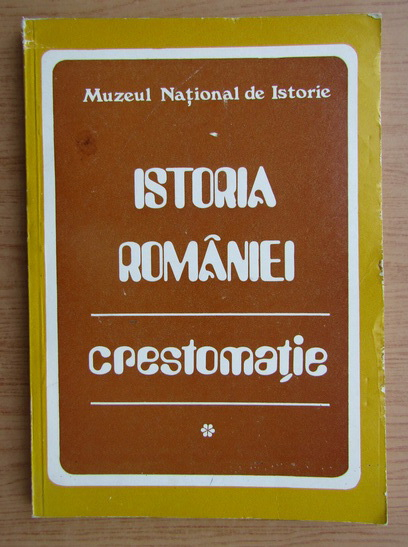 Muzeul Național de Istorie
ISTORIA
ROMÂNIEI
crestomație
*